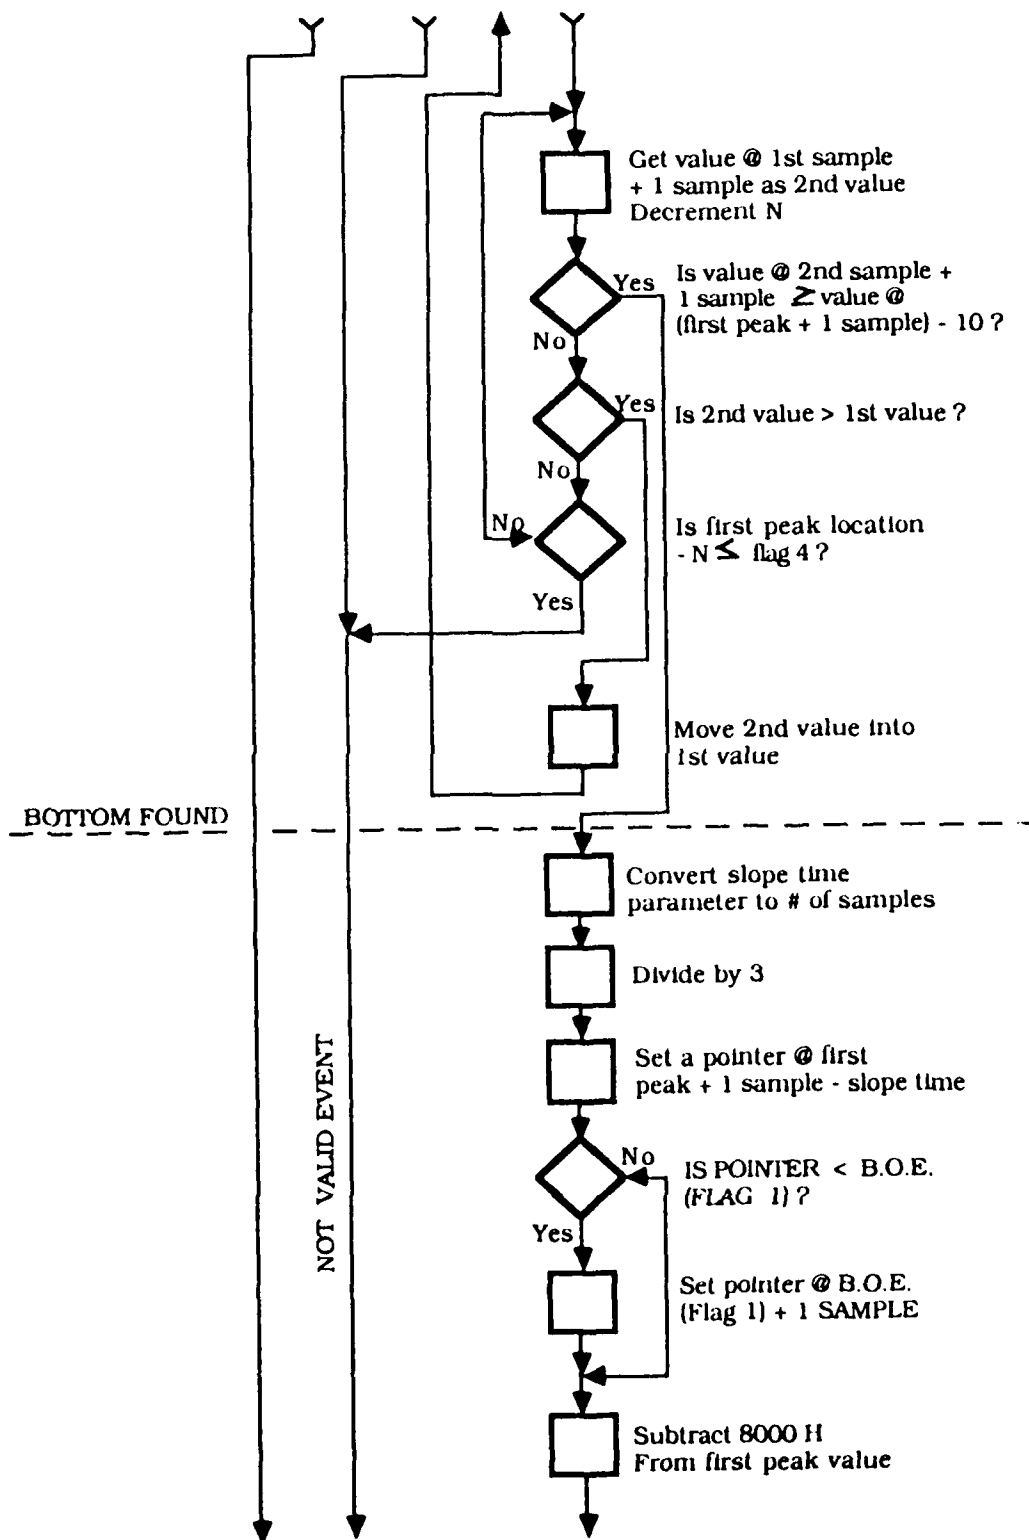 Get value @ 1st sample
+ 1 sample as 2nd value
Decrement N
Yes
Is value @ 2nd sample +
1 sample ≥ value @
(first peak + 1 sample) - 10 ?
No
Yes
Is 2nd value > 1st value ?
No
No
Is first peak location
- N ≤ flag 4 ?
Yes
Move 2nd value into
1st value
BOTTOM FOUND
Convert slope time
parameter to # of samples
Divide by 3
Set a pointer @ first
peak + 1 sample - slope time
NOT VALID EVENT
No
IS POINTER < B.O.E.
(FLAG 1) ?
Yes
Set pointer @ B.O.E.
(Flag 1) + 1 SAMPLE
Subtract 8000 H
From first peak value